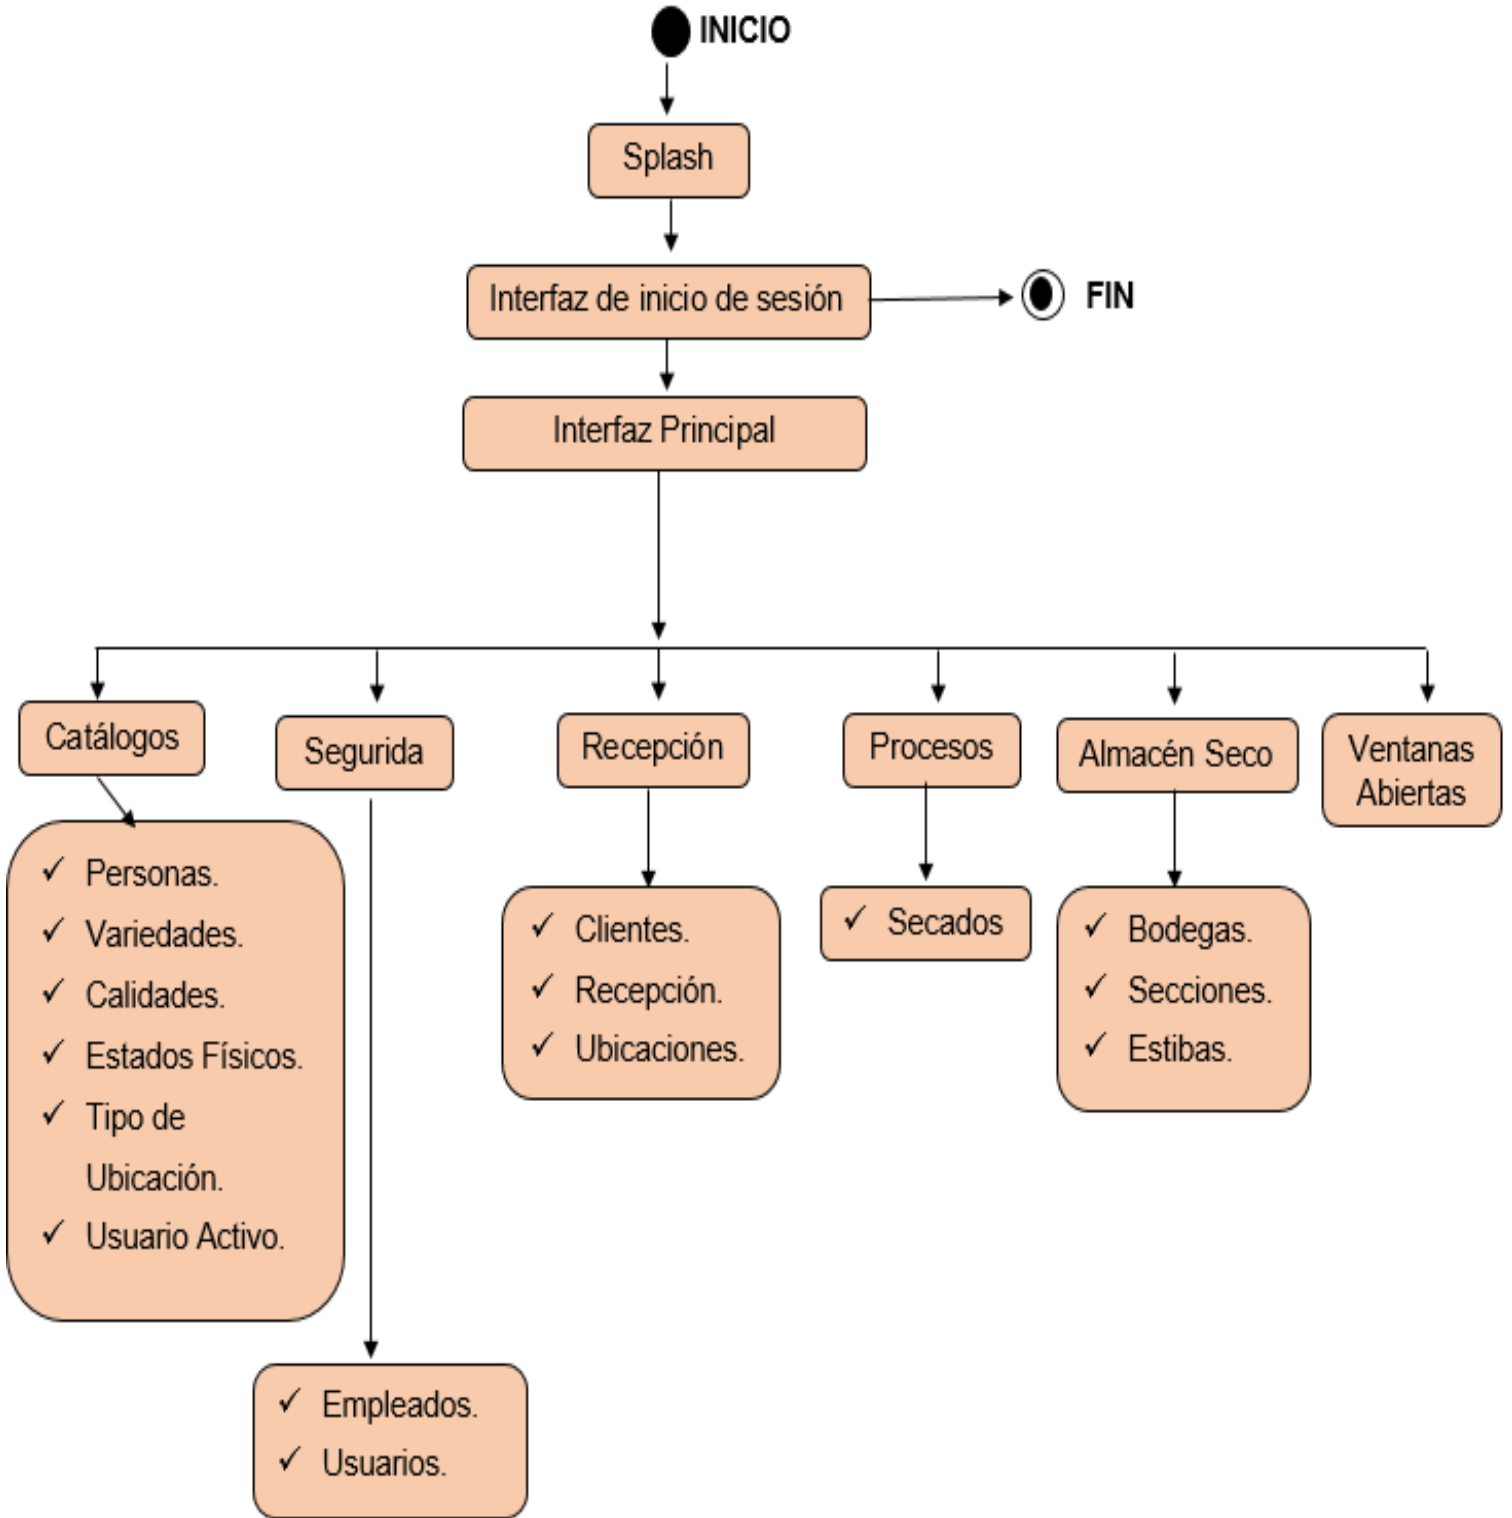 INICIO
Splash
Interfaz de inicio de sesión
FIN
Interfaz Principal
Catálogos
Segurida
Recepción
Procesos
Almacén Seco
Ventanas
Abiertas
✓ Personas.
✓ Variedades.
✓ Calidades.
✓ Estados Físicos.
✓ Tipo de
Ubicación.
✓ Usuario Activo.
✓ Empleados.
✓ Usuarios.
✓ Clientes.
✓ Recepción.
✓ Ubicaciones.
✓ Secados
✓ Bodegas.
✓ Secciones.
✓ Estibas.